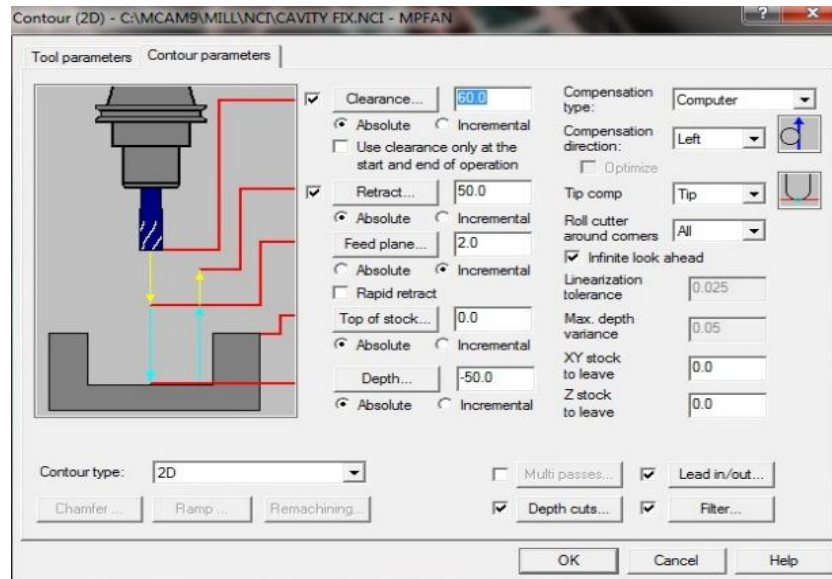 Contour (2D) - C:\MCAM9\MILL\NCI\CAVITY FIX.NCI - MPFAN
?
x
Tool parameters
Contour parameters
Clearance...
60.0
Absolute
Incremental
Use clearance only at the
start and end of operation
Retract...
50.0
Absolute
Incremental
Feed plane...
2.0
Absolute
Incremental
Rapid retract
Top of stock...
0.0
Absolute
Incremental
Depth...
-50.0
Absolute
Incremental
Compensation
type:
Computer
Compensation
direction:
Left
Optimize
Tip comp
Tip
Roll cutter
around corners
All
Infinite look ahead
Linearization
tolerance
0.025
Max. depth
variance
0.05
XY stock
to leave
0.0
Z stock
to leave
0.0
Contour type:
2D
Chamfer ...
Ramp ...
Remachining...
Multi passes...
Lead in/out...
Depth cuts...
Filter...
OK
Cancel
Help